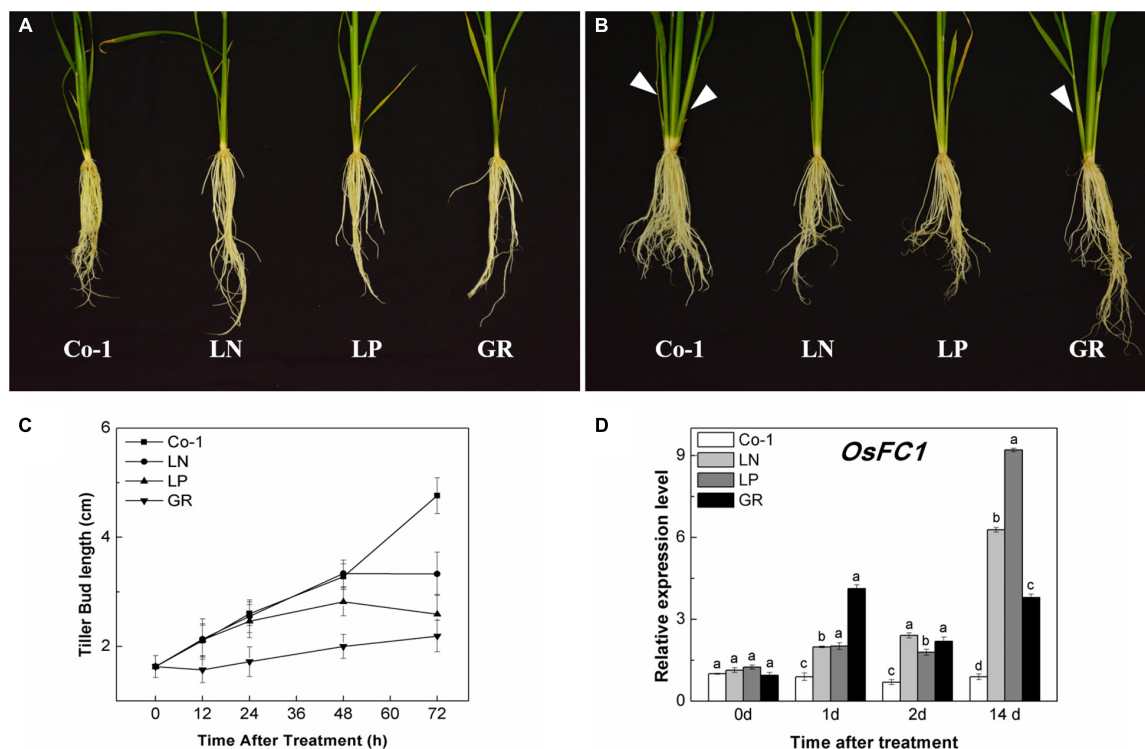 A
Co-1 LN LP GR
B
Co-1 LN LP GR
C
Co-1
LN
LP
GR
6
4
2
Tiller Bud length (cm)
0 12 24 36 48 60 72
Time After Treatment (h)
D
Co-1
LN
LP
GR
OsFC1
9
6
3
0
Relative expression level
a a a a
c b a a
c a b a
d b a c
0d 1d 2d 14 d
Time after treatment